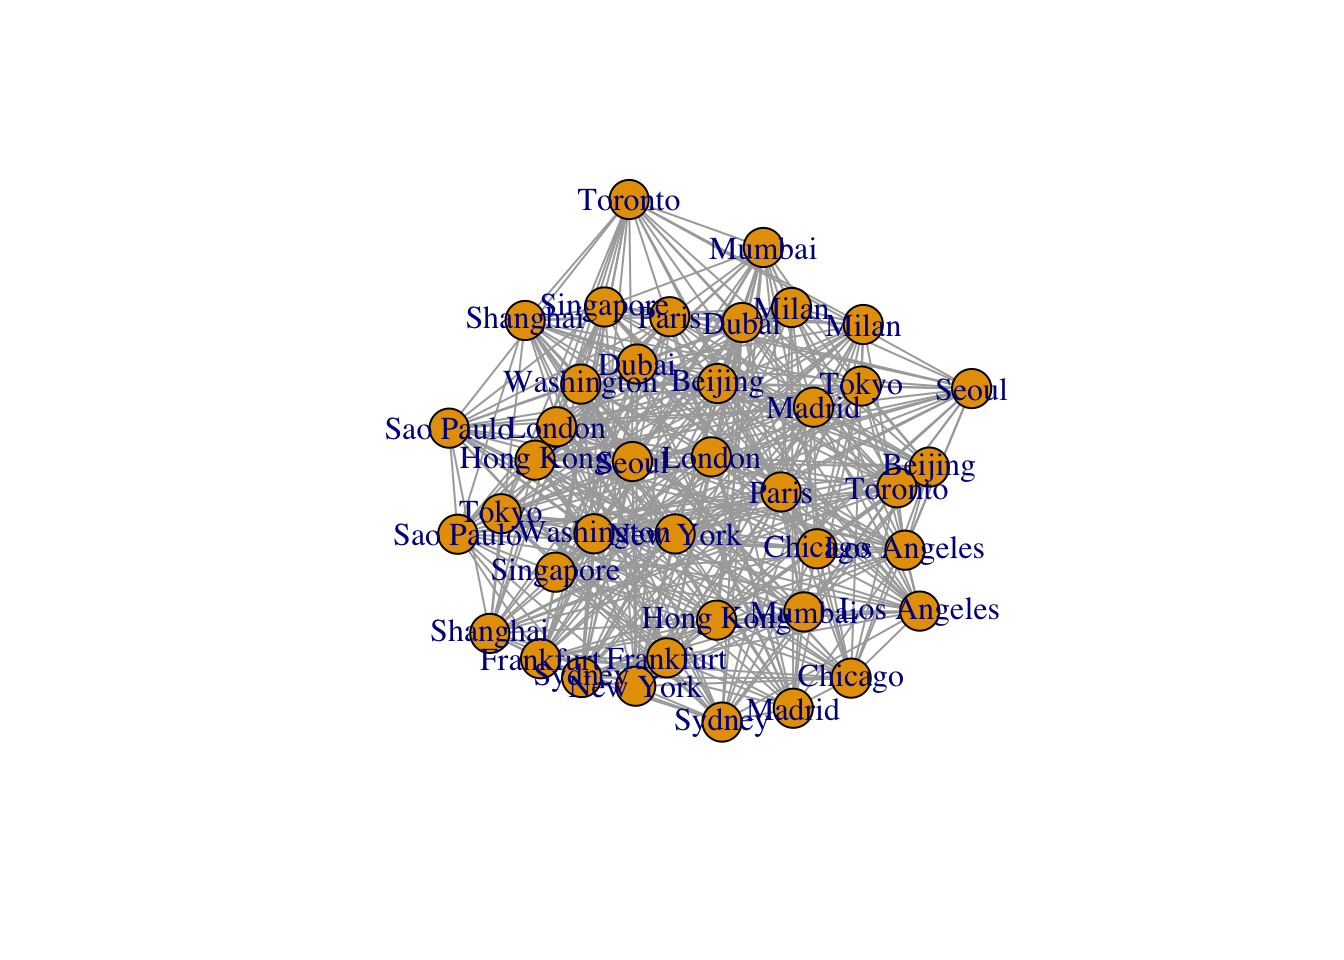 Toronto
Mumbai
Singapore
Shanghai
Paris
Dubai
Milan
Milan
Dubai
Washington
Beijing
Tokyo
Seoul
Madrid
Sao Paulo
London
Hong Kong
Seoul
London
Beijing
Paris
Toronto
Tokyo
Sao Paulo
Washington
New York
Chicago
Los Angeles
Singapore
Hong Kong
Mumbai
Los Angeles
Shanghai
Frankfurt
Frankfurt
Sydney
New York
Chicago
Sydney
Madrid